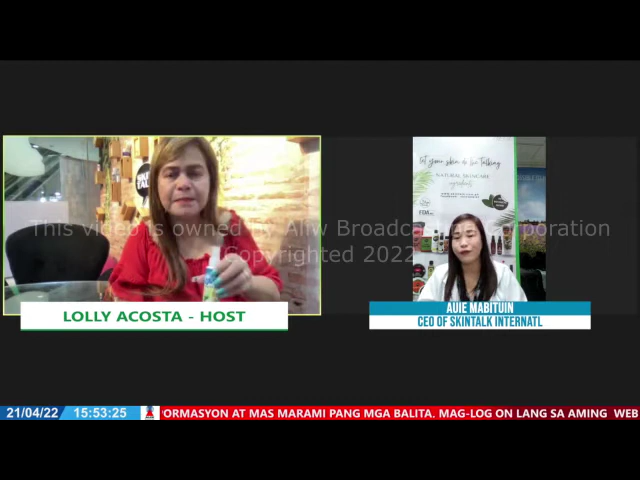 Let your skin do the talking
NATURAL SKINCARE
ingredients
FDA
This video is owned by Aliw Broadcasting Corporation
Copyrighted 2022
LOLLY ACOSTA - HOST
AUIE MABITUIN
CEO OF SKINTALK INTERNATL
21/04/22 15:53:25 ORMASYON AT MAS MARAMI PANG MGA BALITA. MAG-LOG ON LANG SA AMING WEB